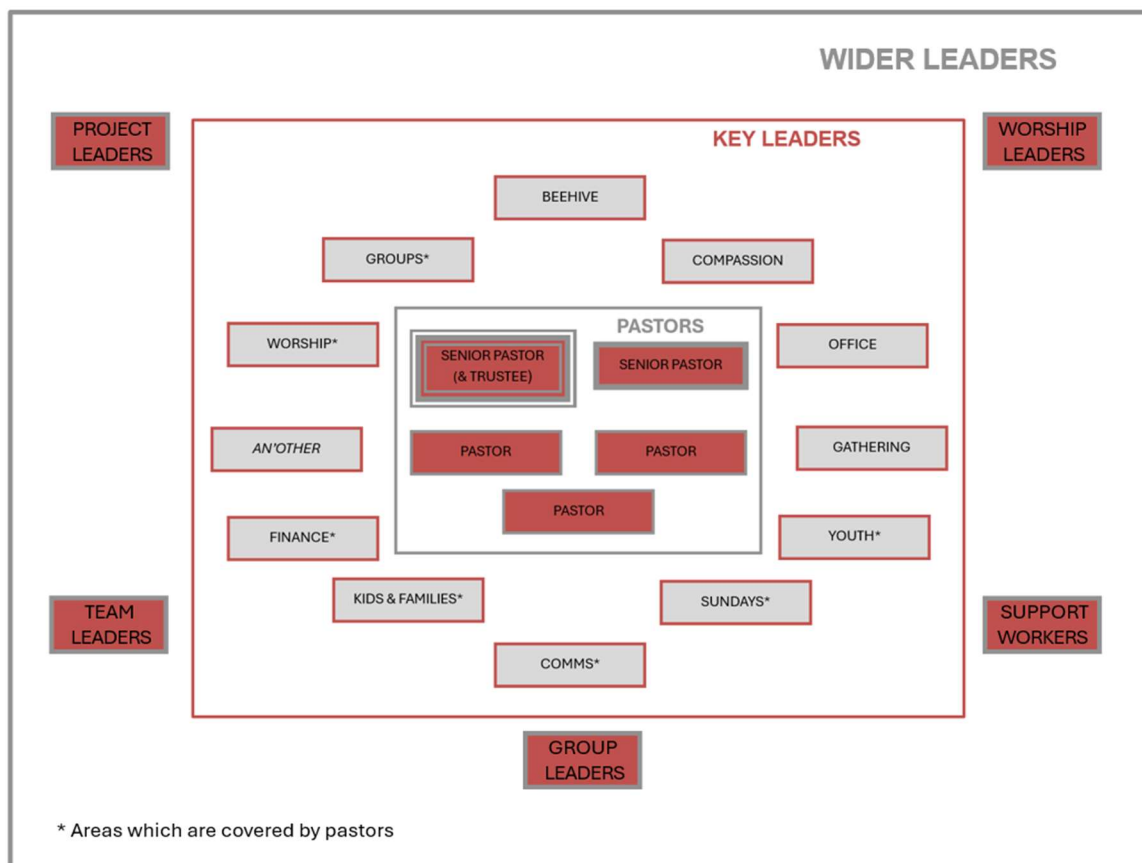 WIDER LEADERS
PROJECT
LEADERS
WORSHIP
LEADERS
KEY LEADERS
BEEHIVE
GROUPS*
COMPASSION
WORSHIP*
PASTORS
OFFICE
SENIOR PASTOR
(& TRUSTEE)
SENIOR PASTOR
AN'OTHER
PASTOR
PASTOR
GATHERING
PASTOR
FINANCE*
YOUTH*
KIDS & FAMILIES*
SUNDAYS*
TEAM
LEADERS
SUPPORT
WORKERS
COMMS*
GROUP
LEADERS
* Areas which are covered by pastors